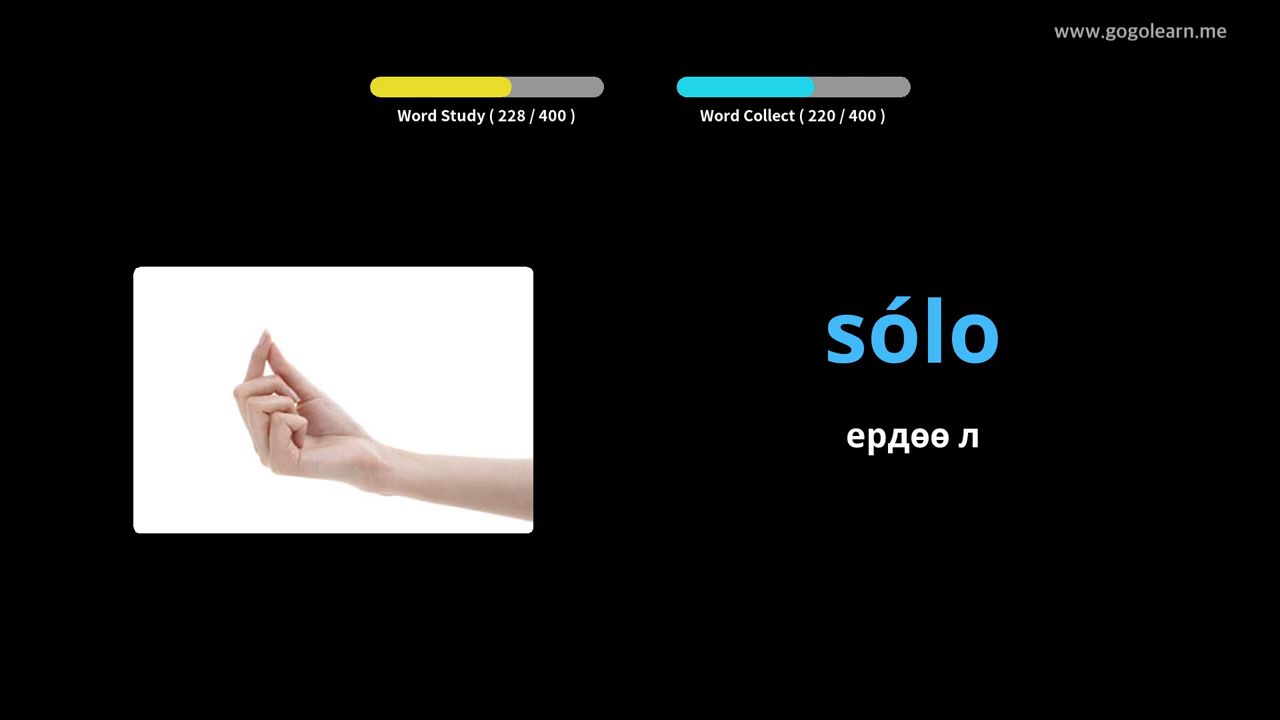 www.gogolearn.me
Word Study ( 228 / 400 )
Word Collect ( 220 / 400 )
sólo
ердөө л